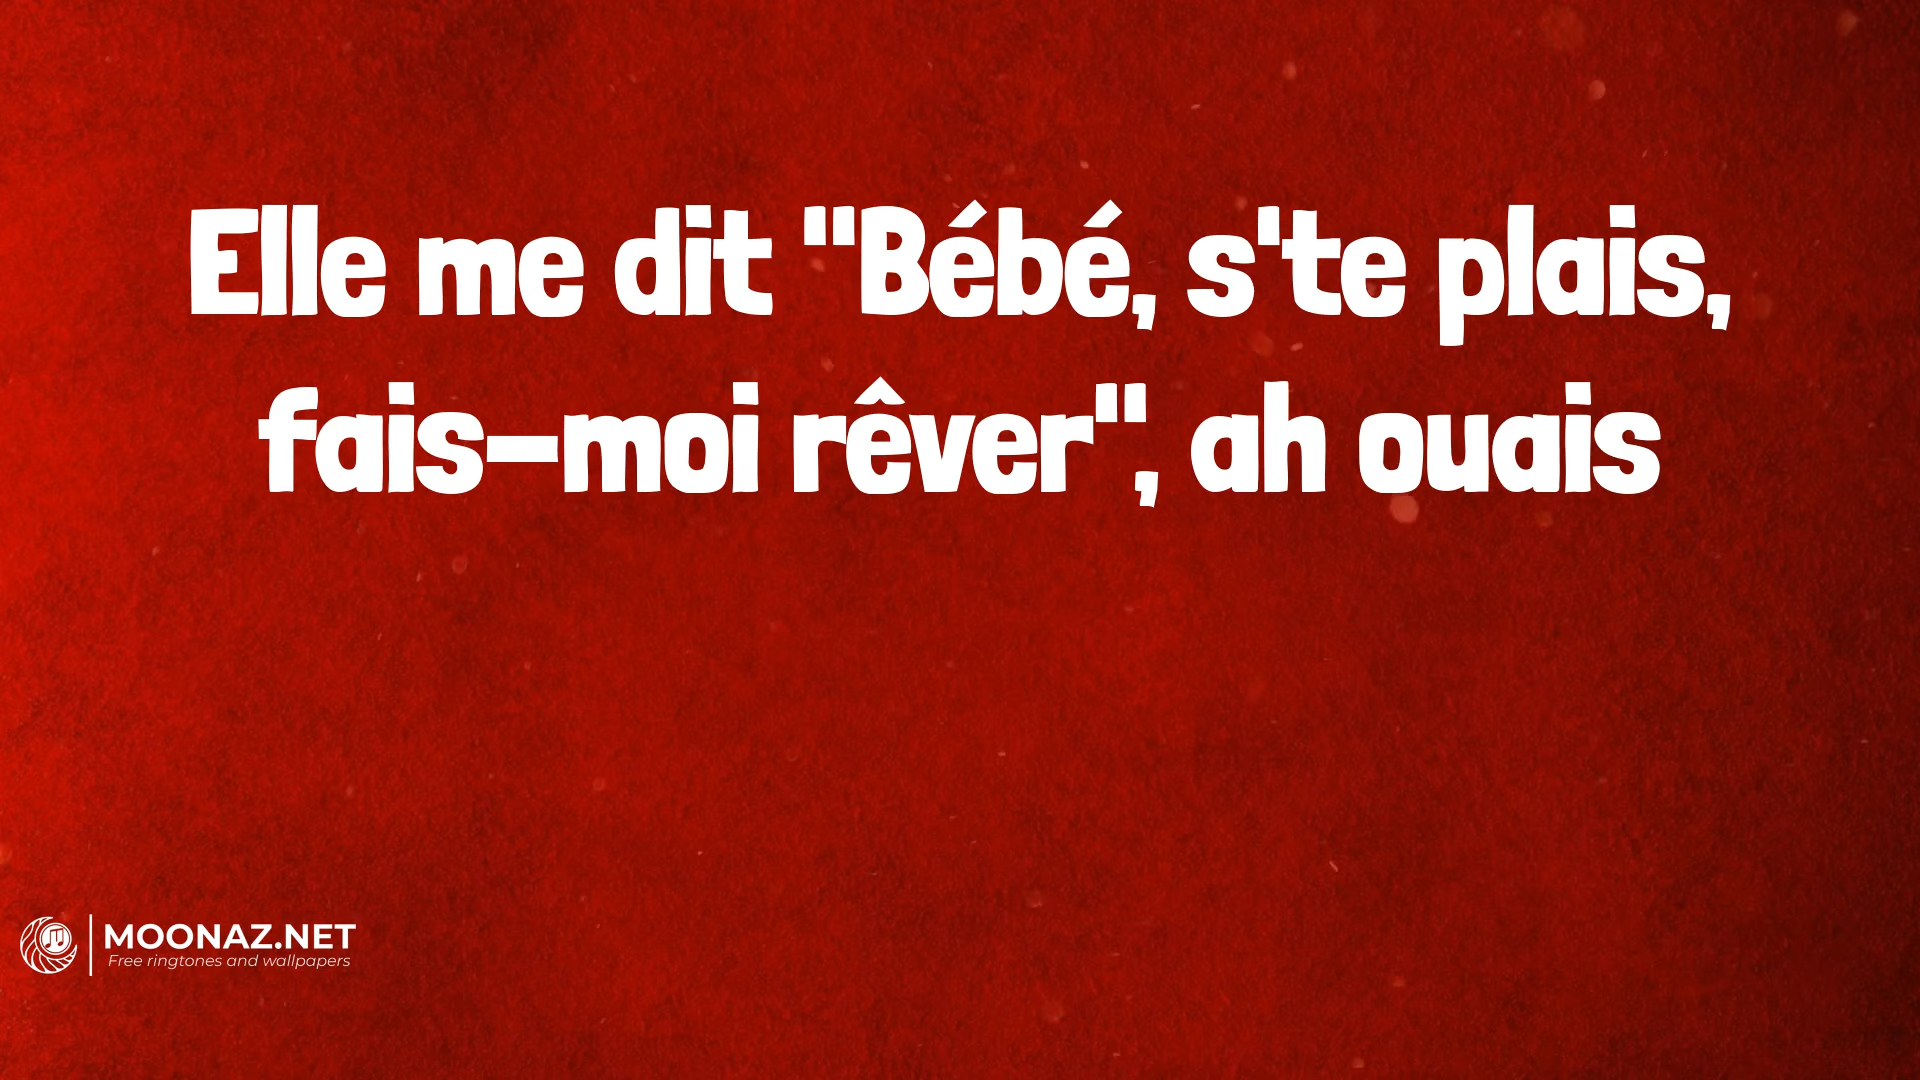 Elle me dit "Bébé, s'te plais,
fais-moi rêver", ah ouais
MOONAZ.NET
Free ringtones and wallpapers